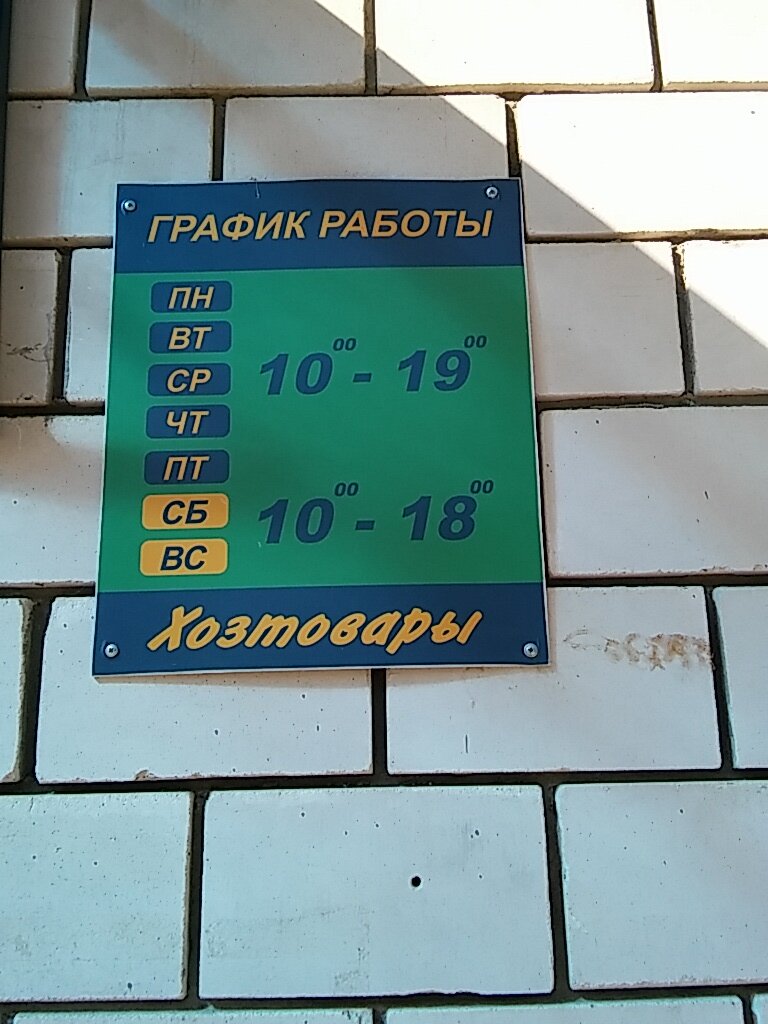 ГРАФИК РАБОТЫ
ПН
ВТ
СР
ЧТ
ПТ
10⁰⁰ - 19⁰⁰
СБ
ВС
10⁰⁰ - 18⁰⁰
Хозтовары